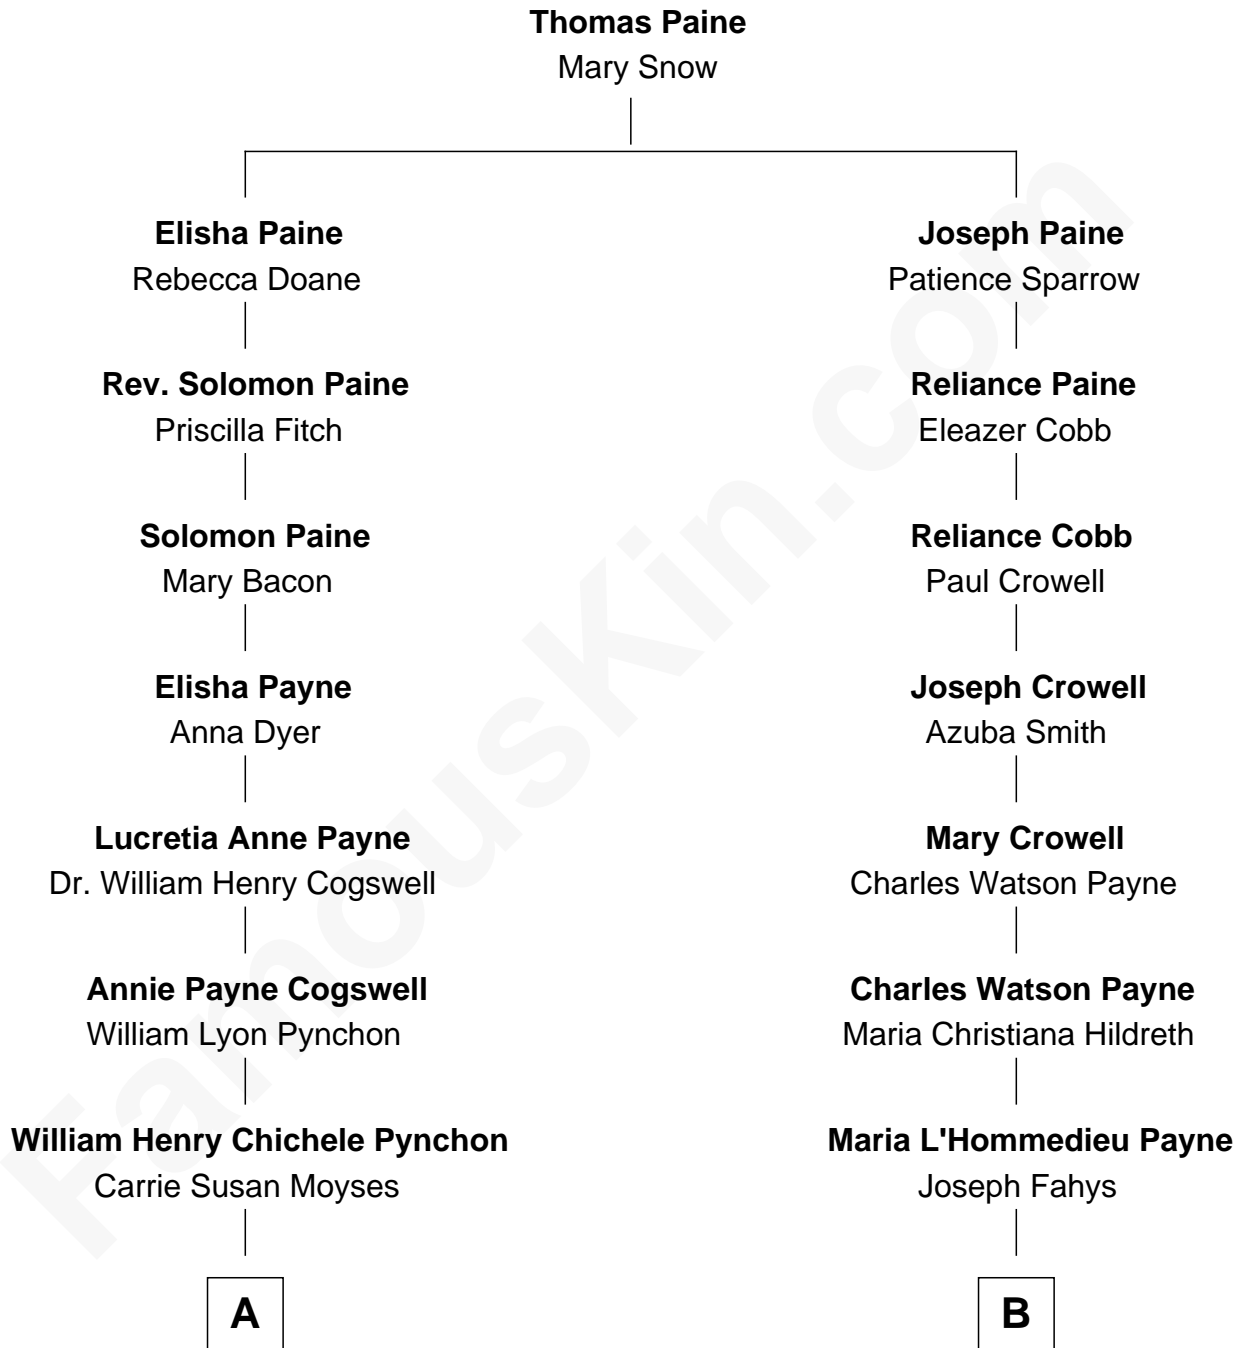 Thomas Paine
Mary Snow
Elisha Paine
Rebecca Doane
Joseph Paine
Patience Sparrow
Rev. Solomon Paine
Priscilla Fitch
Reliance Paine
Eleazer Cobb
Solomon Paine
Mary Bacon
Reliance Cobb
Paul Crowell
Elisha Payne
Anna Dyer
Joseph Crowell
Azuba Smith
Lucretia Anne Payne
Dr. William Henry Cogswell
Mary Crowell
Charles Watson Payne
Annie Payne Cogswell
William Lyon Pynchon
Charles Watson Payne
Maria Christiana Hildreth
William Henry Chichele Pynchon
Carrie Susan Moyses
Maria L'Hommedieu Payne
Joseph Fahys
A
B
FamousKin.com